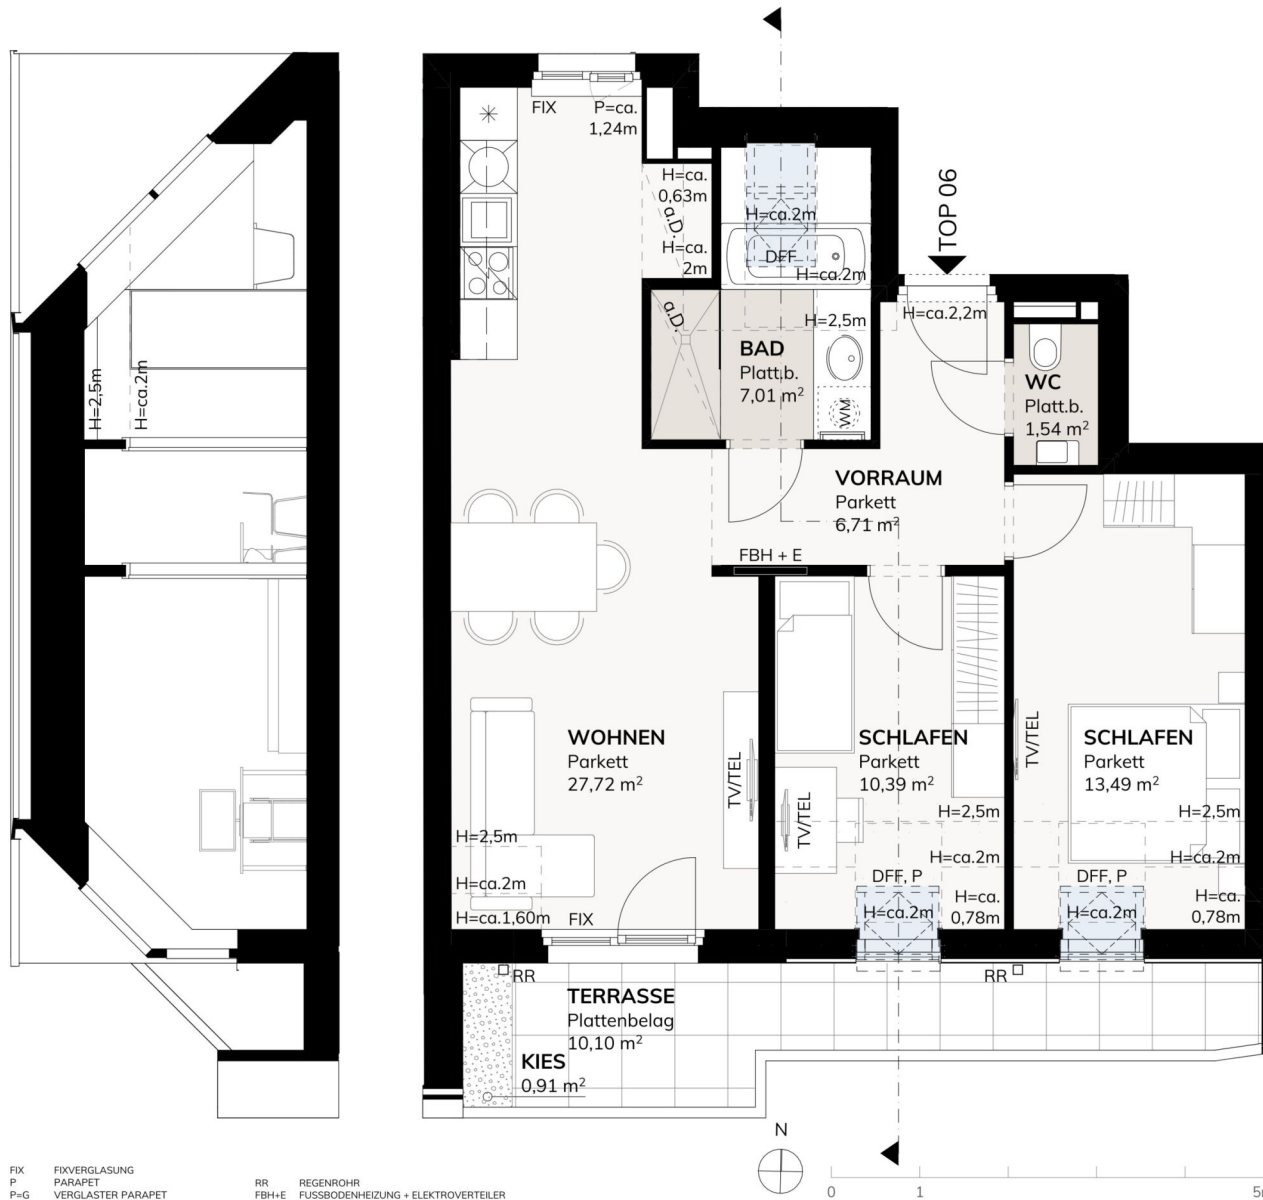 TOP 06
FIX
P=ca.
1,24m
H=ca.
0,63m
a.D.
H=ca.
2m
H=ca.2m
DFF
H=ca.2m
H=2,5m
a.D.
BAD
Platt.b.
7,01 m²
WM
H=ca.2,2m
WC
Platt.b.
1,54 m²
H=2,5m
H=ca.2m
VORRAUM
Parkett
6,71 m²
FBH + E
WOHNEN
Parkett
27,72 m²
TV/TEL
H=2,5m
H=ca.2m
H=ca.1,60m
FIX
SCHLAFEN
Parkett
10,39 m²
TV/TEL
H=2,5m
H=ca.2m
DFF, P
H=ca.2m
H=ca.
0,78m
SCHLAFEN
Parkett
13,49 m²
TV/TEL
H=2,5m
H=ca.2m
DFF, P
H=ca.2m
H=ca.
0,78m
RR
RR
TERRASSE
Plattenbelag
10,10 m²
KIES
0,91 m²
N
0 1
FIX FIXVERGLASUNG
P PARAPET
P=G VERGLASTER PARAPET
RR REGENROHR
FBH+E FUSSBODENHEIZUNG + ELEKTROVERTEILER